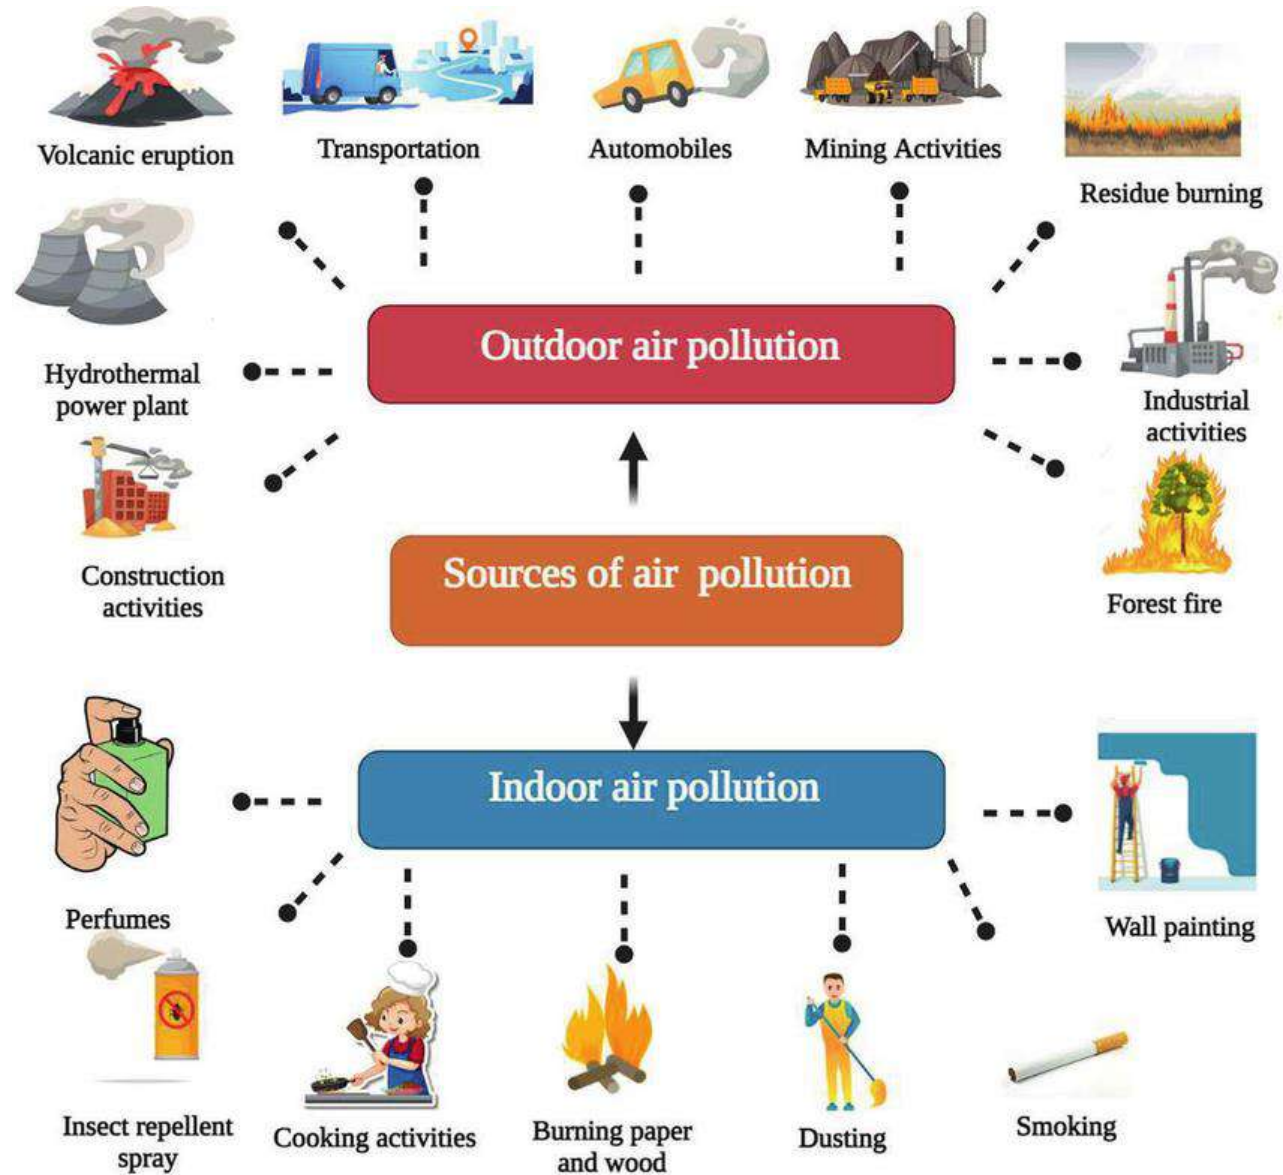 Volcanic eruption
Transportation
Automobiles
Mining Activities
Residue burning
Outdoor air pollution
Hydrothermal
power plant
Industrial
activities
Construction
activities
Sources of air pollution
Forest fire
Indoor air pollution
Perfumes
Wall painting
Insect repellent
spray
Cooking activities
Burning paper
and wood
Dusting
Smoking